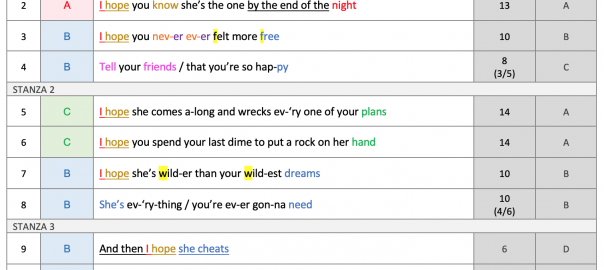 2 A I hope you know she's the one by the end of the night 13 A
3 B I hope you nev-er ev-er felt more free 10 B
4 B Tell your friends / that you're so hap-py 8 (3/5) C
STANZA 2
5 C I hope she comes a-long and wrecks ev-'ry one of your plans 14 A
6 C I hope you spend your last dime to put a rock on her hand 14 A
7 B I hope she's wild-er than your wild-est dreams 10 B
8 B She's ev-'ry-thing / you're ev-er gon-na need 10 (4/6) B
STANZA 3
9 B And then I hope she cheats 6 D